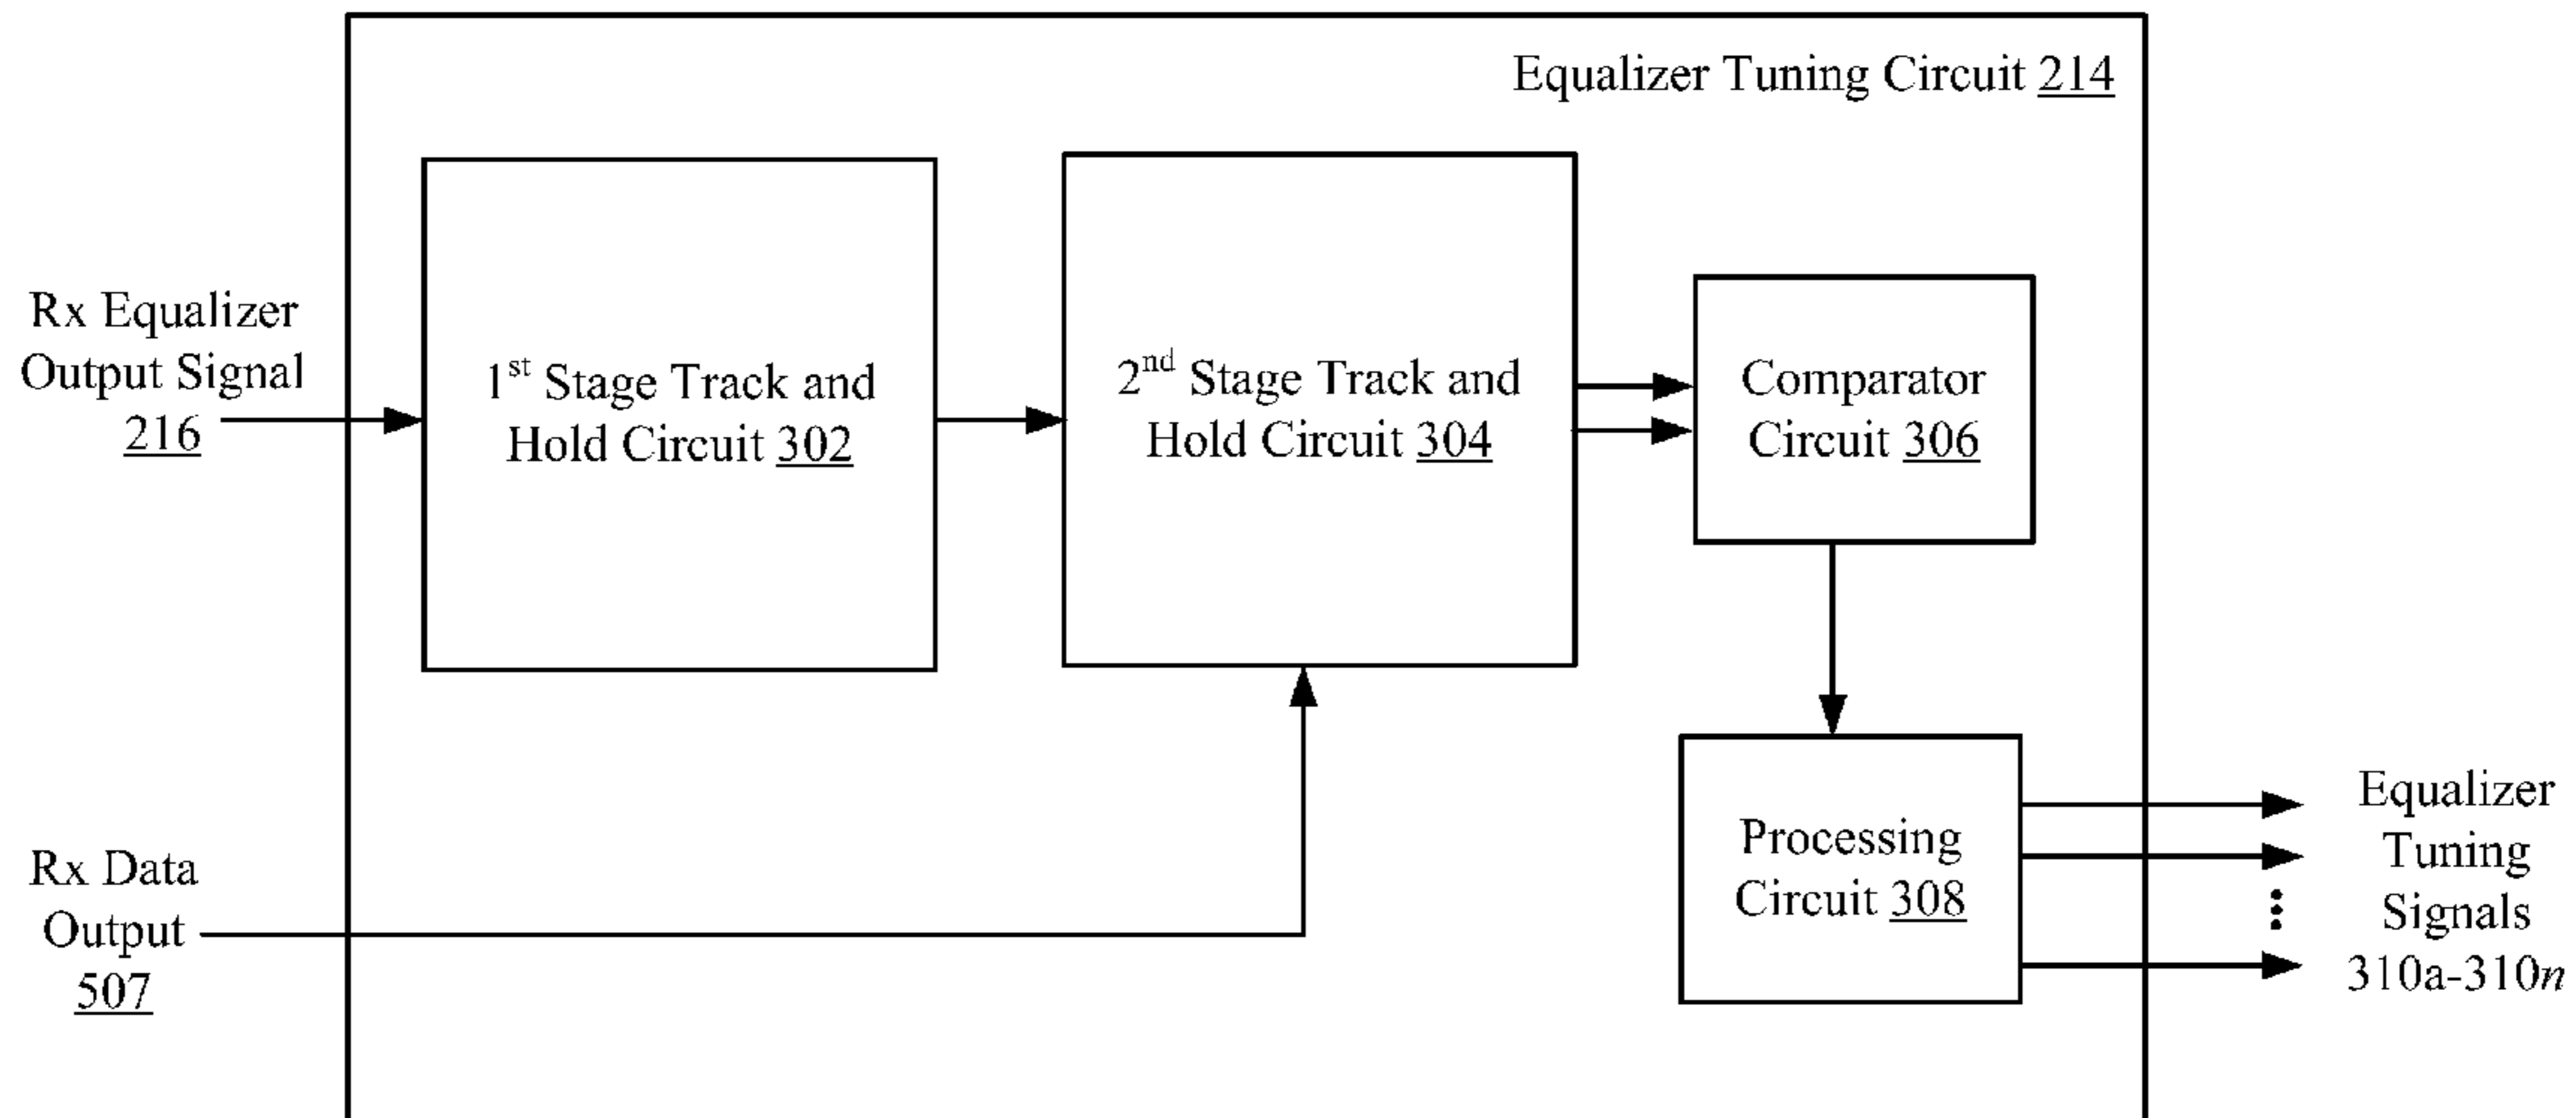 Equalizer Tuning Circuit 214
Rx Equalizer
Output Signal
216
1st Stage Track and
Hold Circuit 302
2nd Stage Track and
Hold Circuit 304
Comparator
Circuit 306
Rx Data
Output
507
Processing
Circuit 308
Equalizer
Tuning
Signals
310a-310n